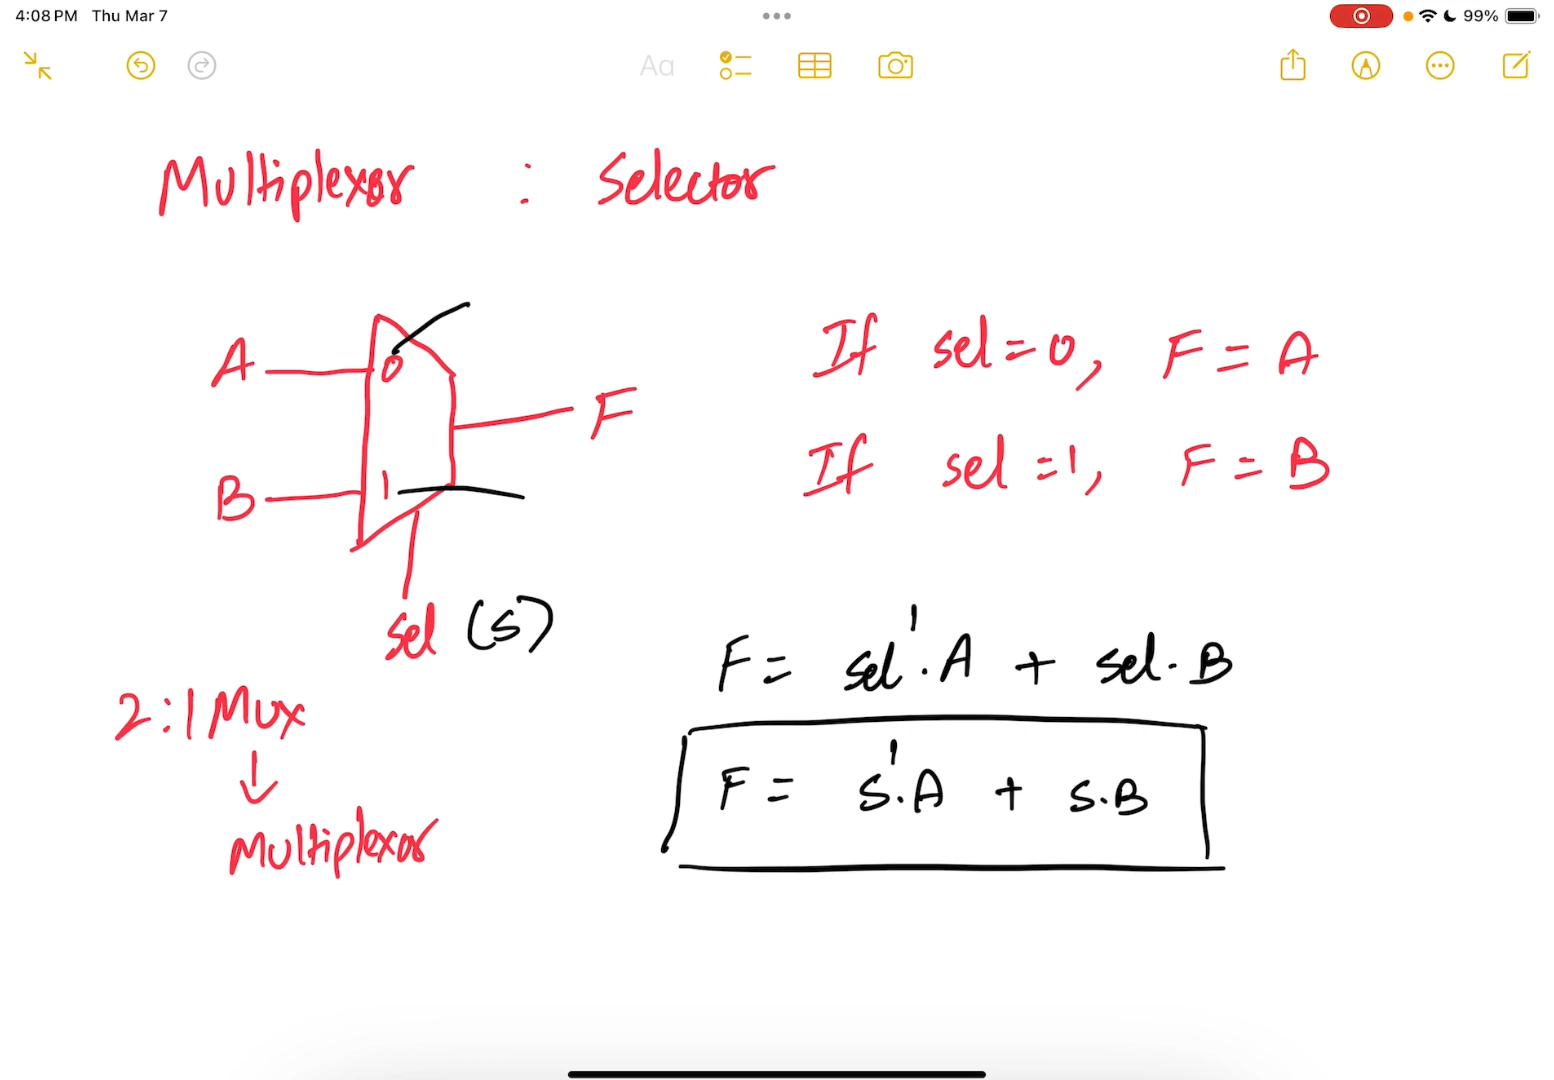 4:08 PM Thu Mar 7
99%
Aa
Multiplexor : Selector
A
0
F
B
1
sel (s)
If sel=0, F=A
If sel=1, F=B
2:1 Mux
Multiplexor
F= sel'.A + sel.B
F= s'.A + s.B